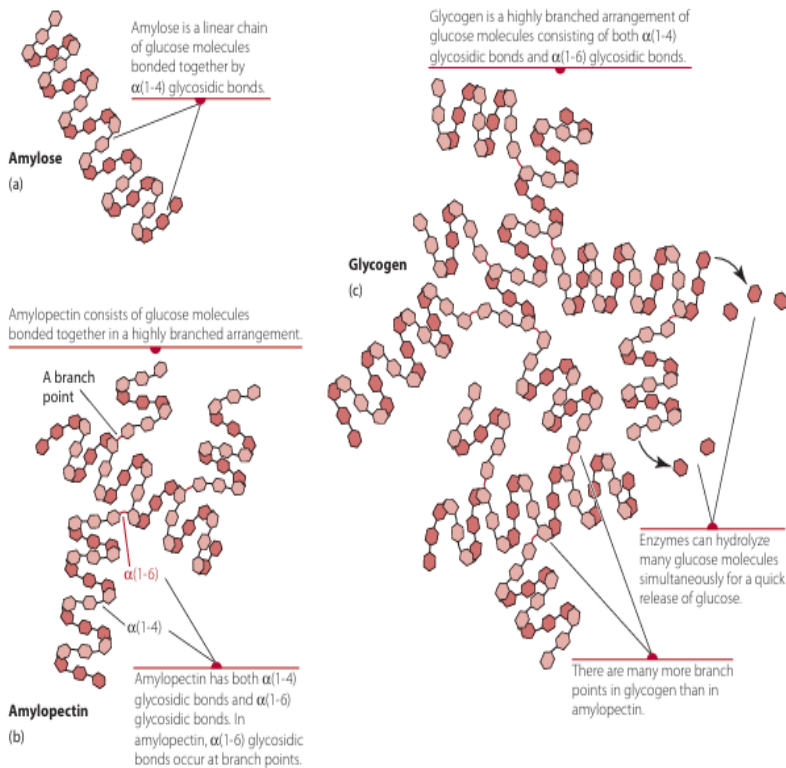 Amylose is a linear chain
of glucose molecules
bonded together by
α(1-4) glycosidic bonds.
Amylose
(a)
Glycogen is a highly branched arrangement of
glucose molecules consisting of both α(1-4)
glycosidic bonds and α(1-6) glycosidic bonds.
Glycogen
(c)
Amylopectin consists of glucose molecules
bonded together in a highly branched arrangement.
A branch
point
α(1-6)
α(1-4)
Amylopectin has both α(1-4)
glycosidic bonds and α(1-6)
glycosidic bonds. In
amylopectin, α(1-6) glycosidic
bonds occur at branch points.
Amylopectin
(b)
Enzymes can hydrolyze
many glucose molecules
simultaneously for a quick
release of glucose.
There are many more branch
points in glycogen than in
amylopectin.